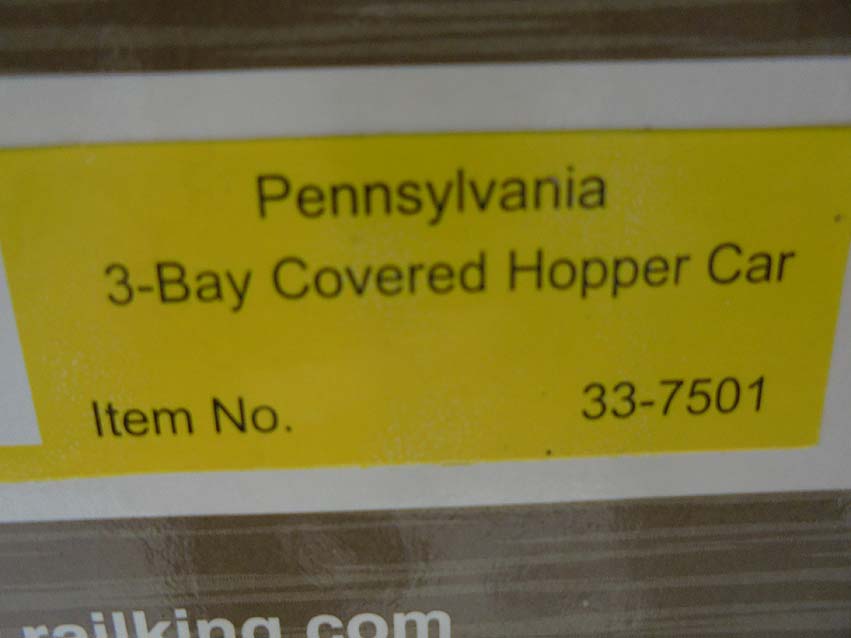 Pennsylvania
3-Bay Covered Hopper Car
Item No. 33-7501
railking.com